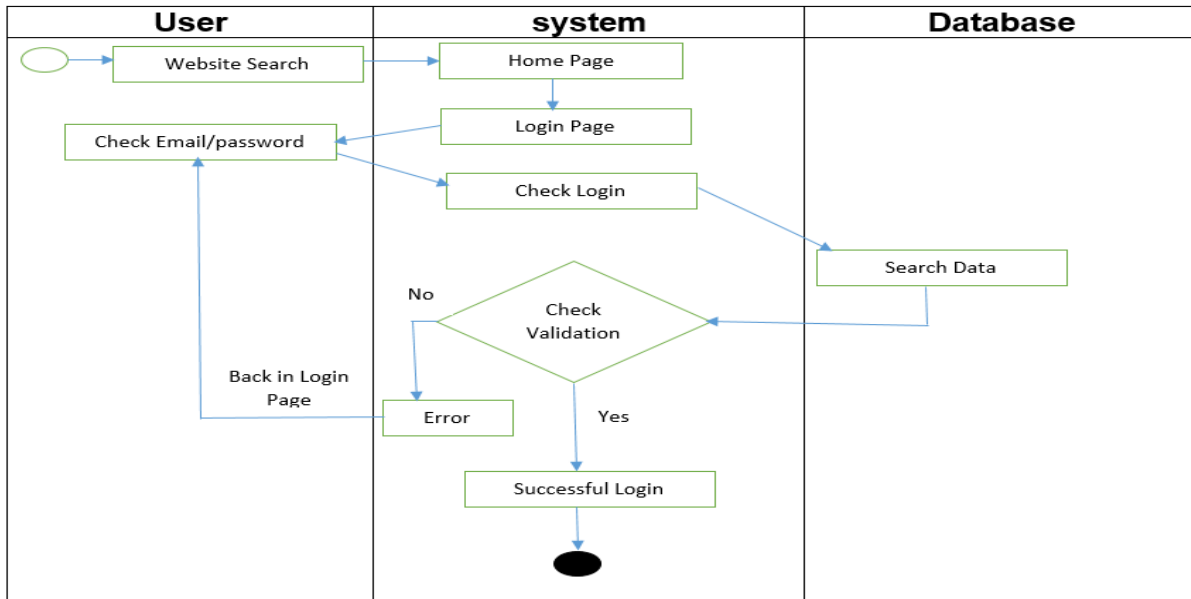 User
system
Database
Website Search
Home Page
Login Page
Check Email/password
Check Login
Search Data
No
Check
Validation
Back in Login
Page
Error
Yes
Successful Login